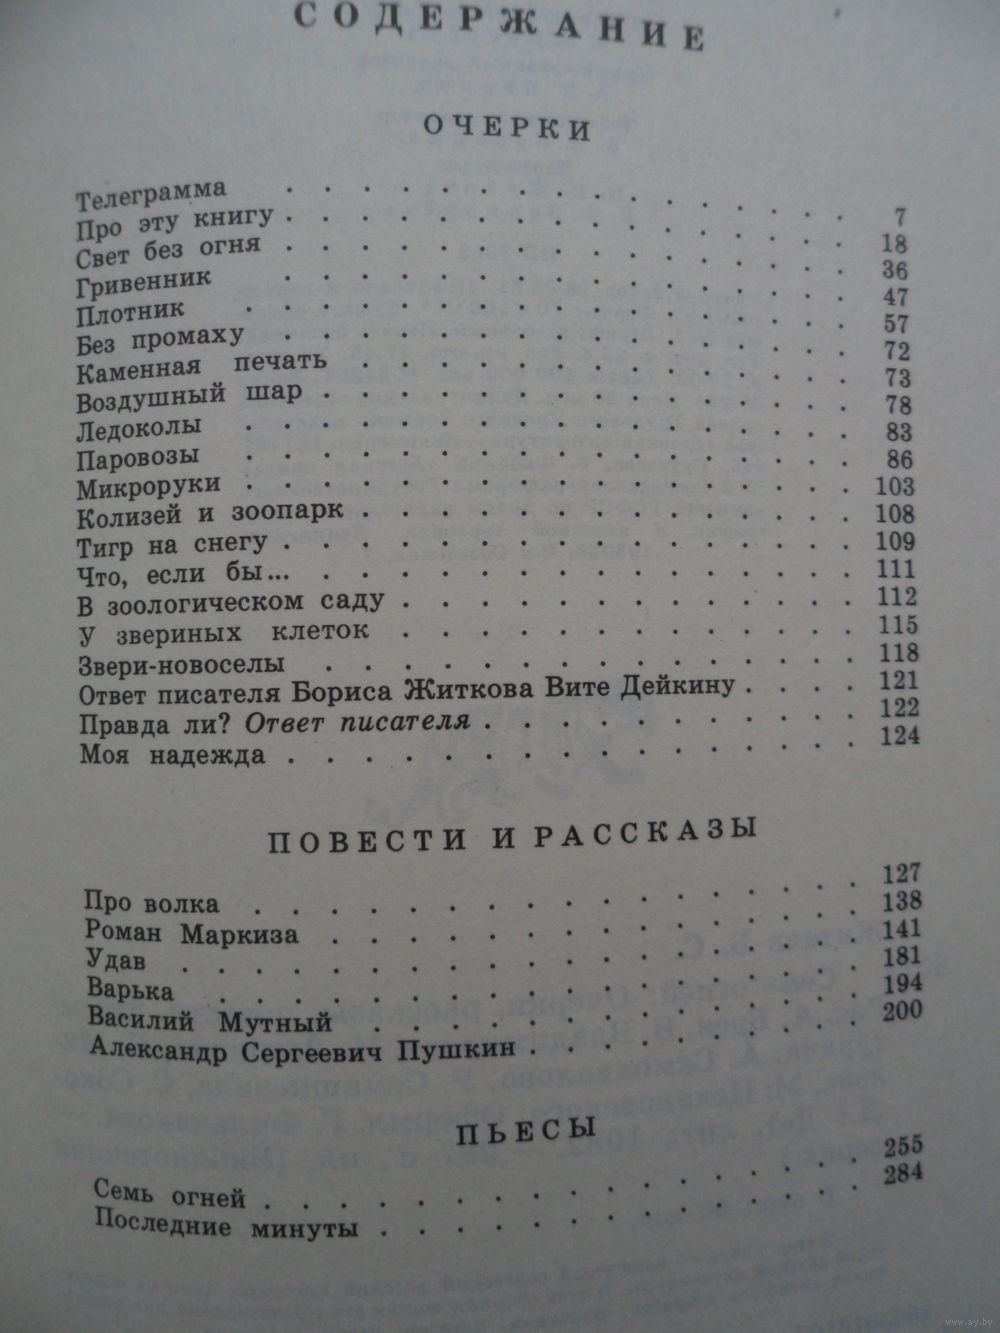 СОДЕРЖАНИЕ
ОЧЕРКИ
Телеграмма . . . . . . . . . . . . . . . 7
Про эту книгу . . . . . . . . . . . . . . . 18
Свет без огня . . . . . . . . . . . . . . . 36
Гривенник . . . . . . . . . . . . . . . 47
Плотник . . . . . . . . . . . . . . . . 57
Без промаху . . . . . . . . . . . . . . . 72
Каменная печать . . . . . . . . . . . . . 73
Воздушный шар . . . . . . . . . . . . . . 78
Ледоколы . . . . . . . . . . . . . . . . 83
Паровозы . . . . . . . . . . . . . . . . 86
Микроруки . . . . . . . . . . . . . . . . 103
Колизей и зоопарк . . . . . . . . . . . . . 108
Тигр на снегу . . . . . . . . . . . . . . . 109
Что, если бы... . . . . . . . . . . . . . . 111
В зоологическом саду . . . . . . . . . . . . 112
У звериных клеток . . . . . . . . . . . . 115
Звери-новоселы . . . . . . . . . . . . . . 118
Ответ писателя Бориса Житкова Вите Дейкину . . . . 121
Правда ли? Ответ писателя . . . . . . . . . . 122
Моя надежда . . . . . . . . . . . . . . . 124
ПОВЕСТИ И РАССКАЗЫ
Про волка . . . . . . . . . . . . . . . . 127
Роман Маркиза . . . . . . . . . . . . . . 138
Удав . . . . . . . . . . . . . . . . . . 141
Варька . . . . . . . . . . . . . . . . . 181
Василий Мутный . . . . . . . . . . . . . 194
Александр Сергеевич Пушкин . . . . . . . . . 200
ПЬЕСЫ
Семь огней . . . . . . . . . . . . . . . . 255
Последние минуты . . . . . . . . . . . . . 284
www.ay.by